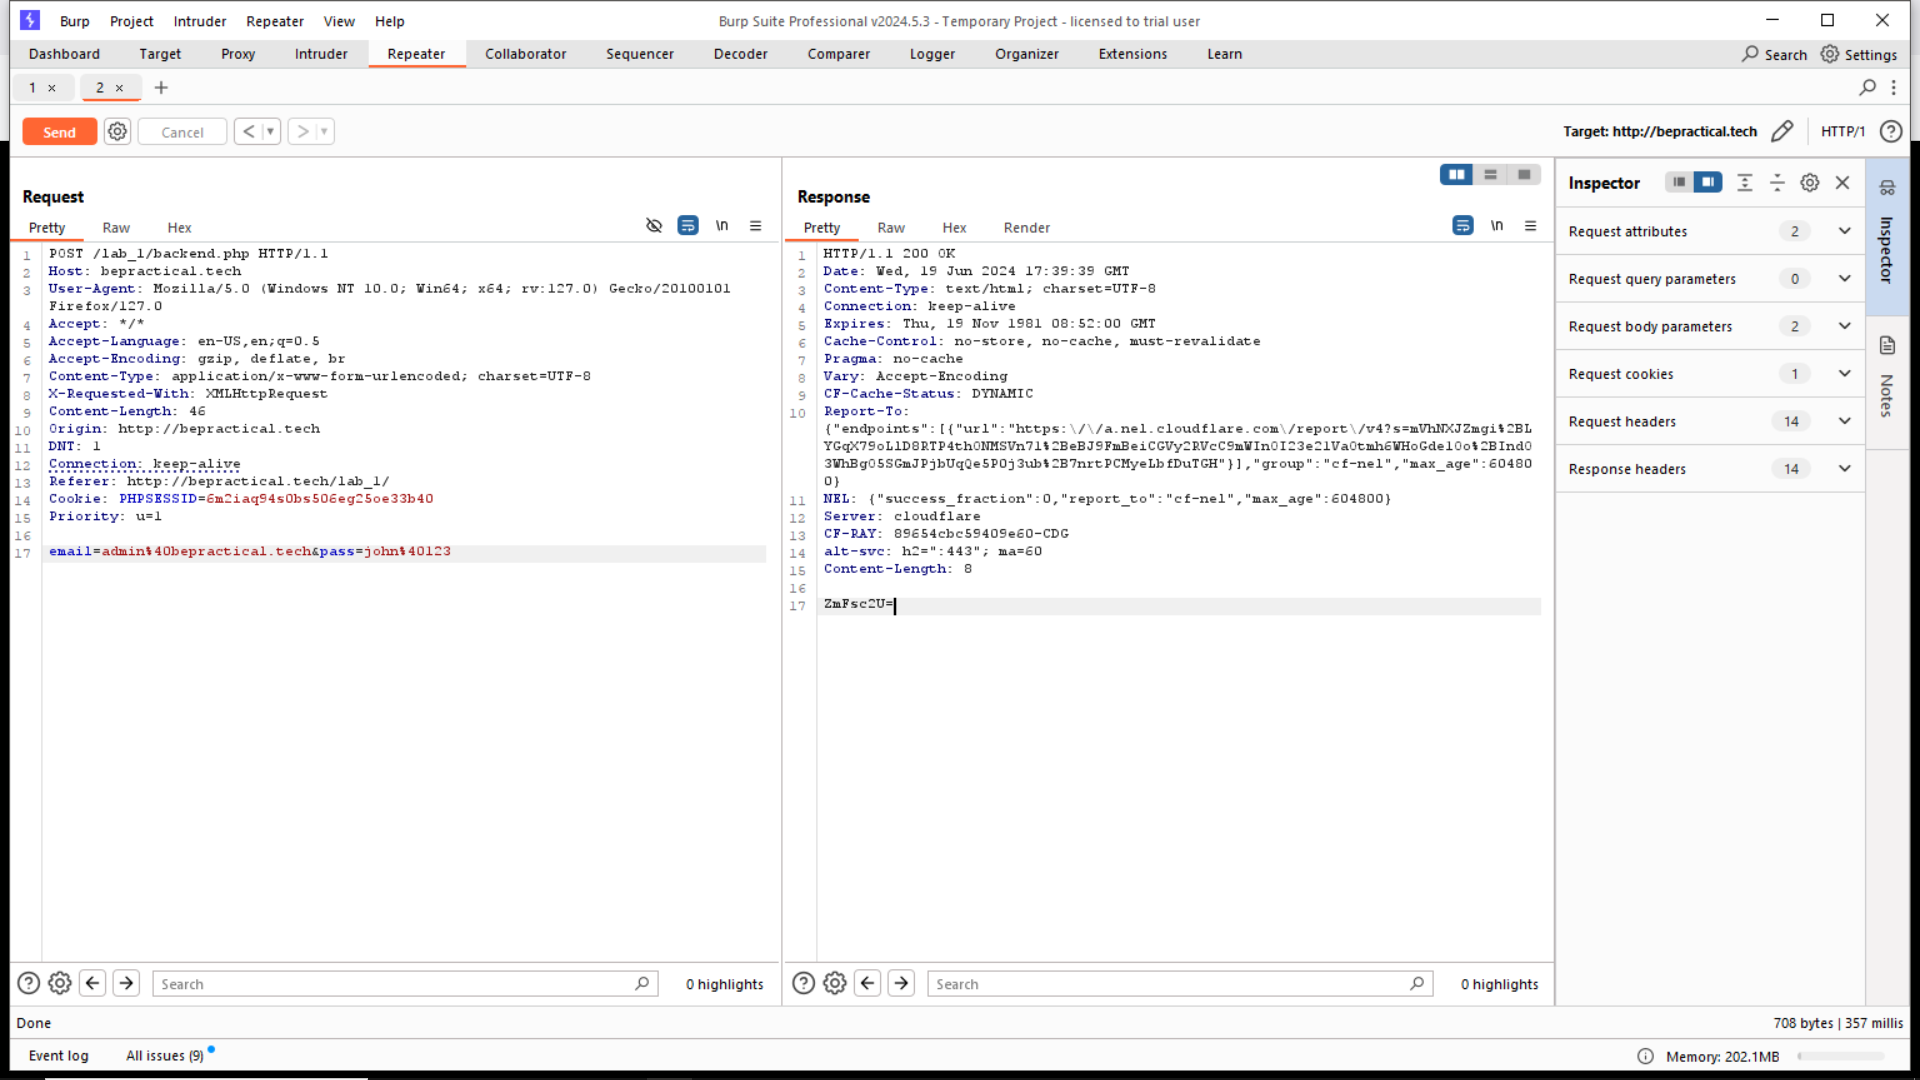 Burp Project Intruder Repeater View Help
Burp Suite Professional v2024.5.3 - Temporary Project - licensed to trial user
Dashboard Target Proxy Intruder Repeater Collaborator Sequencer Decoder Comparer Logger Organizer Extensions Learn
Search Settings
1 × 2 × +
Send Cancel < >
Target: http://bepractical.tech HTTP/1
Request
Pretty Raw Hex
\n
1 POST /lab_1/backend.php HTTP/1.1
2 Host: bepractical.tech
3 User-Agent: Mozilla/5.0 (Windows NT 10.0; Win64; x64; rv:127.0) Gecko/20100101
Firefox/127.0
4 Accept: */*
5 Accept-Language: en-US,en;q=0.5
6 Accept-Encoding: gzip, deflate, br
7 Content-Type: application/x-www-form-urlencoded; charset=UTF-8
8 X-Requested-With: XMLHttpRequest
9 Content-Length: 46
10 Origin: http://bepractical.tech
11 DNT: 1
12 Connection: keep-alive
13 Referer: http://bepractical.tech/lab_1/
14 Cookie: PHPSESSID=6m2iaq94s0bs506eg25oe33b40
15 Priority: u=1
16
17 email=admin%40bepractical.tech&pass=john%40123
Search
0 highlights
Response
Pretty Raw Hex Render
\n
1 HTTP/1.1 200 OK
2 Date: Wed, 19 Jun 2024 17:39:39 GMT
3 Content-Type: text/html; charset=UTF-8
4 Connection: keep-alive
5 Expires: Thu, 19 Nov 1981 08:52:00 GMT
6 Cache-Control: no-store, no-cache, must-revalidate
7 Pragma: no-cache
8 Vary: Accept-Encoding
9 CF-Cache-Status: DYNAMIC
10 Report-To:
{"endpoints":[{"url":"https:\/\/a.nel.cloudflare.com\/report\/v4?s=mVhNXJZmgi%2BL
"}],"group":"cf-nel","max_age":60480
0}
11 NEL: {"success_fraction":0,"report_to":"cf-nel","max_age":604800}
12 Server: cloudflare
13 CF-RAY: 89654cbc59409e60-CDG
14 alt-svc: h2=":443"; ma=60
15 Content-Length: 8
16
17 ZmFsc2U=
Search
0 highlights
Inspector
Request attributes 2
Request query parameters 0
Request body parameters 2
Request cookies 1
Request headers 14
Response headers 14
Inspector
Notes
Done
708 bytes | 357 millis
Event log All issues (9)
Memory: 202.1MB